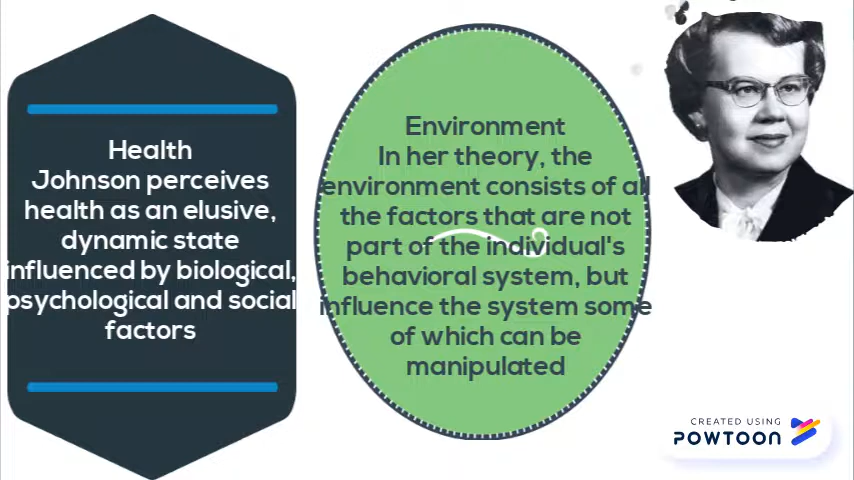 Health
Johnson perceives
health as an elusive,
dynamic state
influenced by biological,
psychological and social
factors
Environment
In her theory, the
environment consists of all
the factors that are not
part of the individual's
behavioral system, but
influence the system some
of which can be
manipulated
CREATED USING
POWTOON